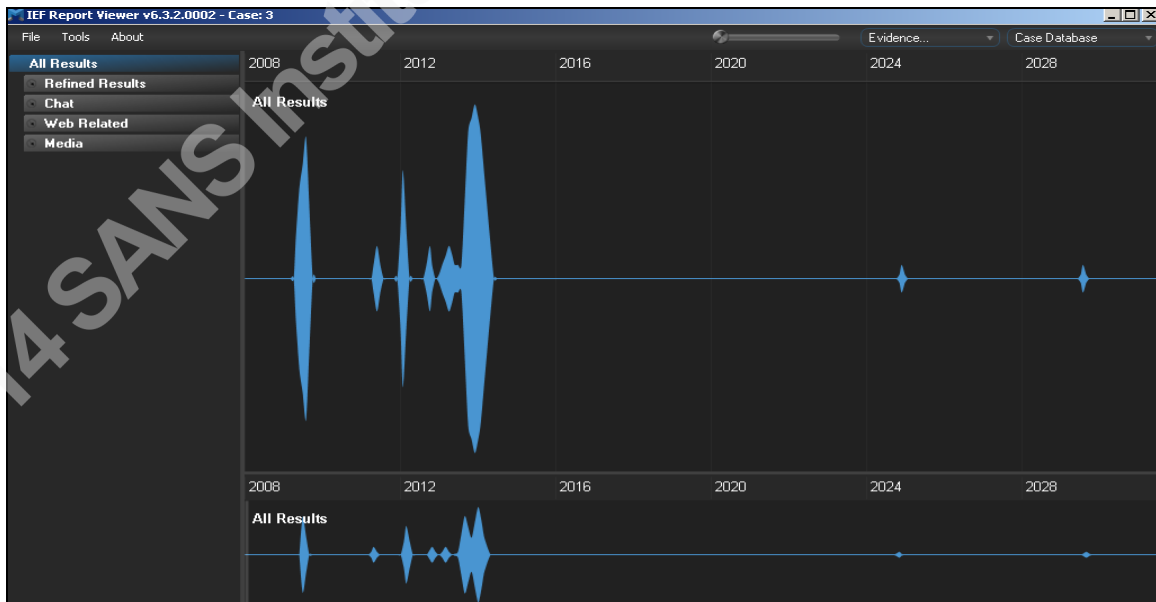 IEF Report Viewer v6.3.2.0002 - Case: 3
File Tools About Evidence... Case Database
All Results
Refined Results
Chat
Web Related
Media
2008 2012 2016 2020 2024 2028
All Results
2008 2012 2016 2020 2024 2028
All Results
14 SANS Institut